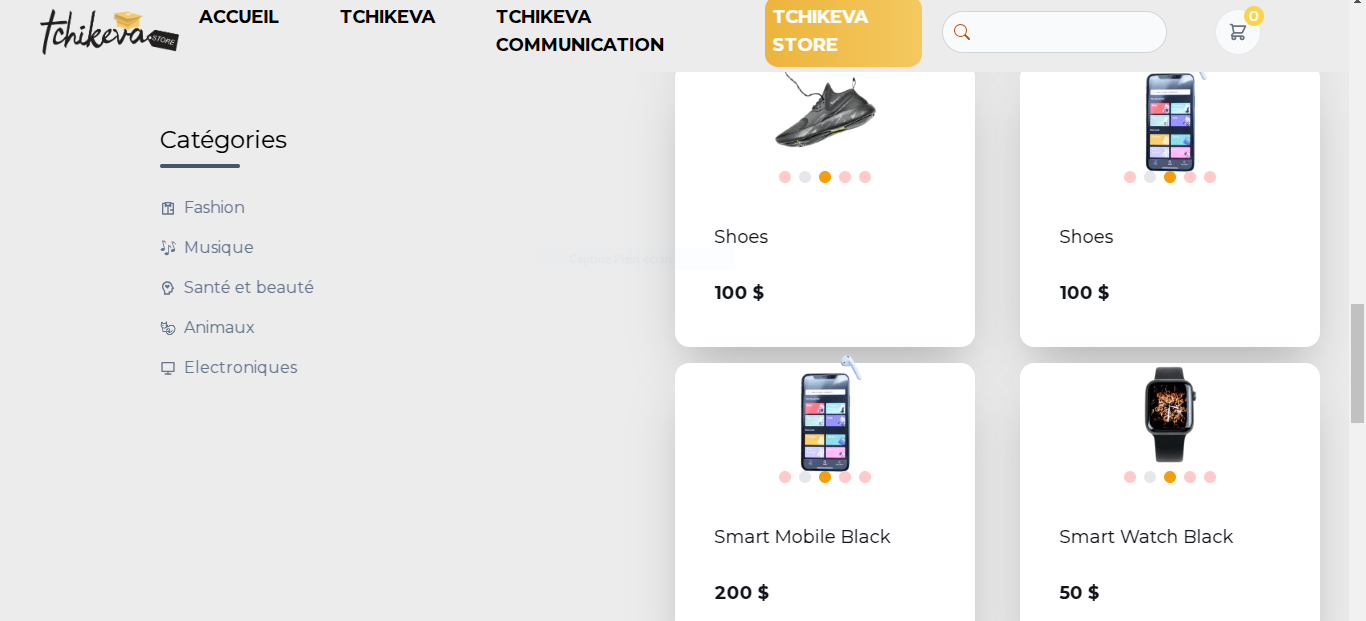 tchikeva
STORE
ACCUEIL
TCHIKEVA
TCHIKEVA
COMMUNICATION
TCHIKEVA
STORE
0
Catégories
Fashion
Musique
Santé et beauté
Animaux
Electroniques
Shoes
100 $
Shoes
100 $
Smart Mobile Black
200 $
Smart Watch Black
50 $